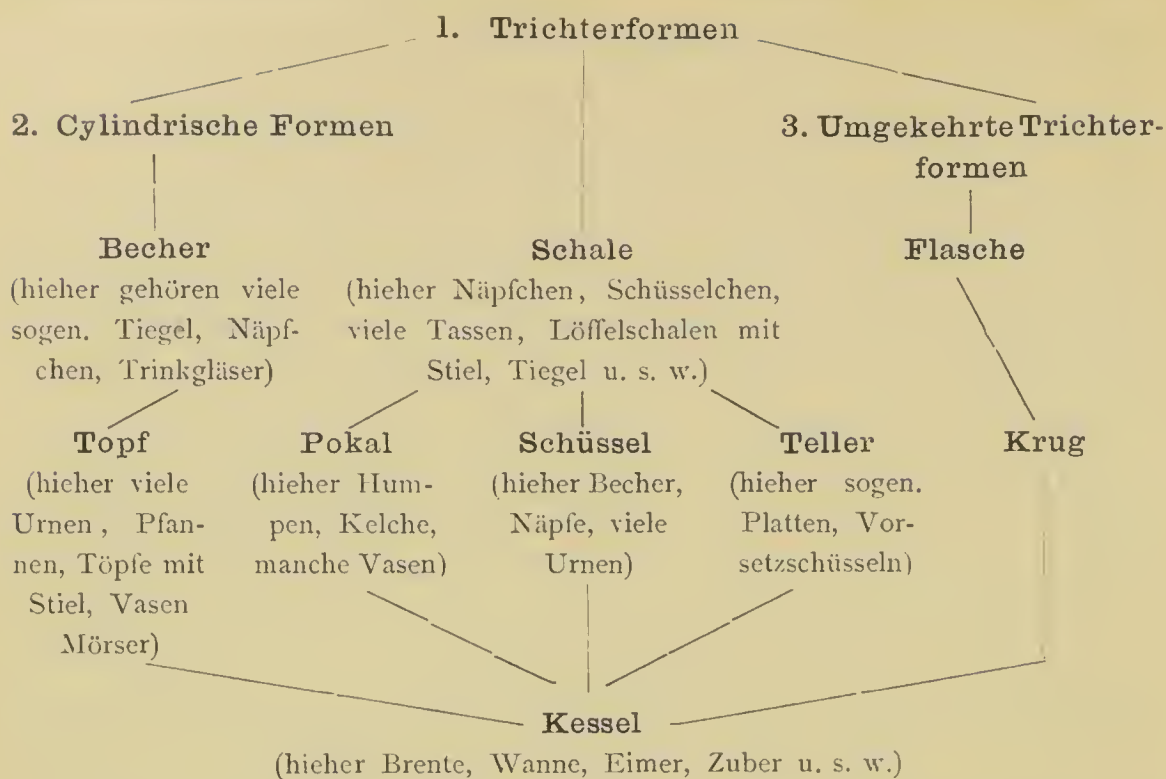 1. Trichterformen
2. Cylindrische Formen
3. Umgekehrte Trichter-
formen
Becher
(hieher gehören viele
sogen. Tiegel, Näpf-
chen, Trinkgläser)
Schale
(hieher Näpfchen, Schüsselchen,
viele Tassen, Löffelschalen mit
Stiel, Tiegel u. s. w.)
Flasche
Topf
(hieher viele
Urnen, Pfan-
nen, Töpfe mit
Stiel, Vasen
Mörser)
Pokal
(hieher Hum-
pen, Kelche,
manche Vasen)
Schüssel
(hieher Becher,
Näpfe, viele
Urnen)
Teller
(hieher sogen.
Platten, Vor-
setzschüsseln)
Krug
Kessel
(hieher Brente, Wanne, Eimer, Zuber u. s. w.)